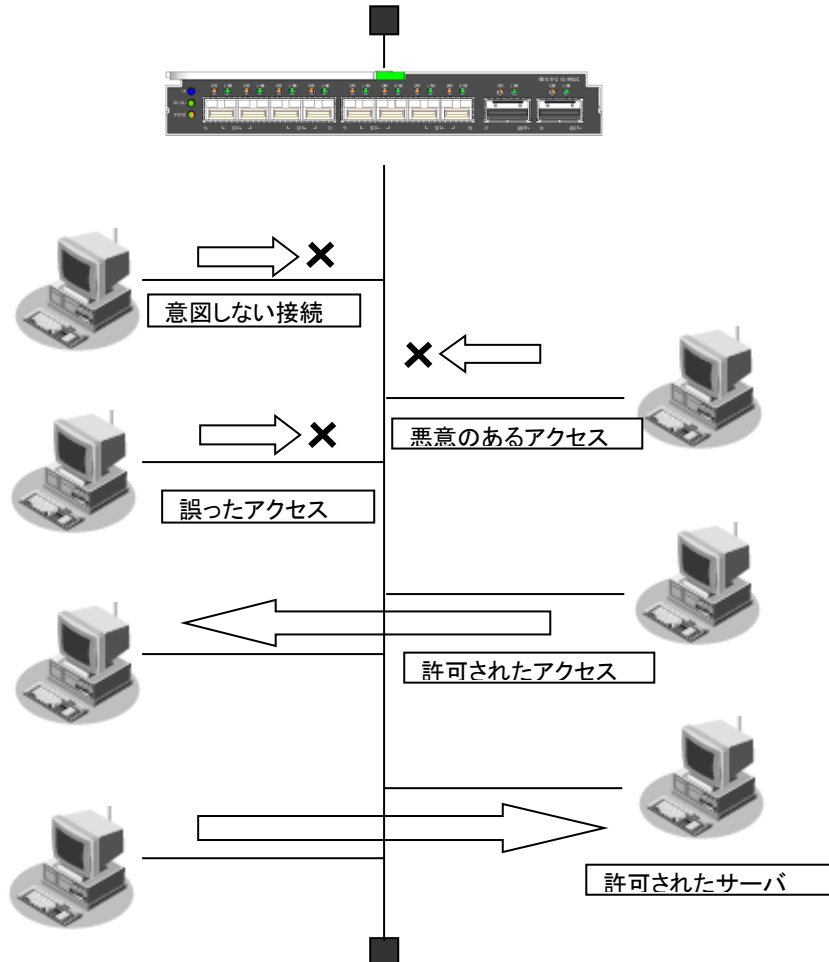 意図しない接続
悪意のあるアクセス
誤ったアクセス
許可されたアクセス
許可されたサーバ